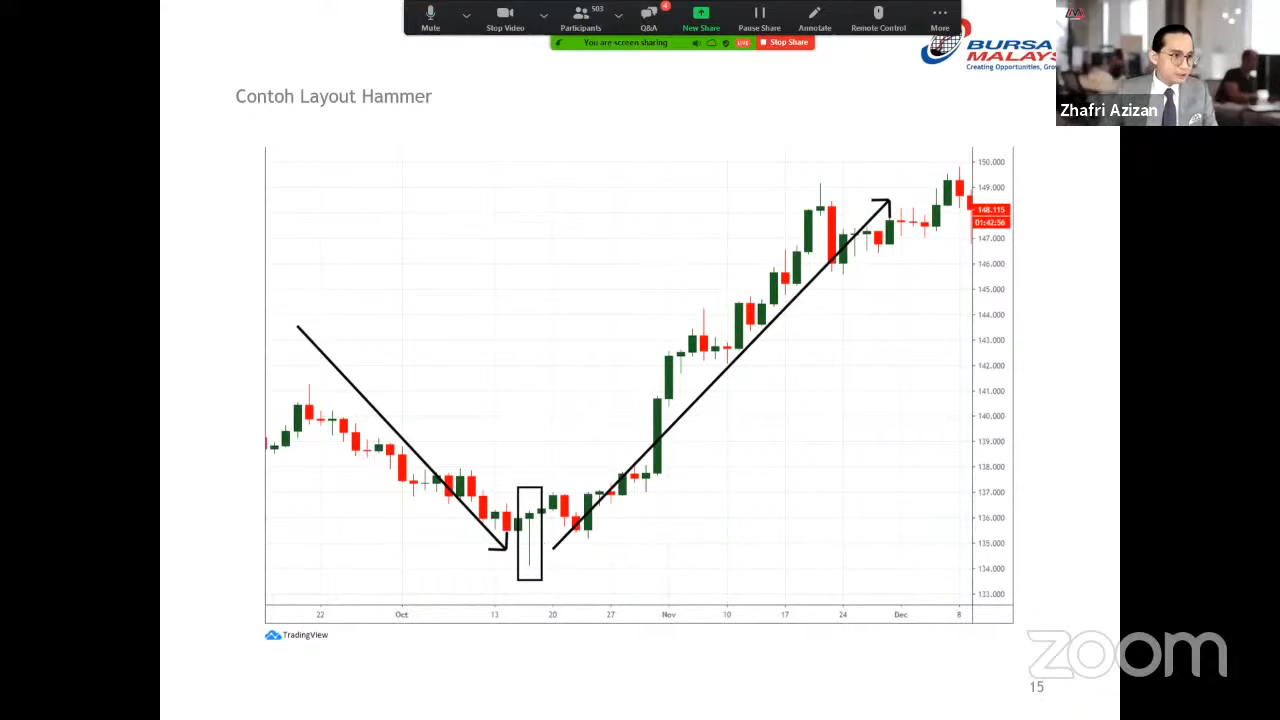 503
4
Mute
Stop Video
Participants
Q&A
New Share
Pause Share
Annotate
Remote Control
More
You are screen sharing
LIVE
Stop Share
BURSA
MALAYS
Creating Opportunities, Grow
Zhafri Azizan
Contoh Layout Hammer
150.000
149.000
148.115
01:42:56
147.000
146.000
145.000
144.000
143.000
142.000
141.000
140.000
139.000
138.000
137.000
136.000
135.000
134.000
133.000
22
Oct
13
20
27
Nov
10
17
24
Dec
8
TradingView
zoom
15